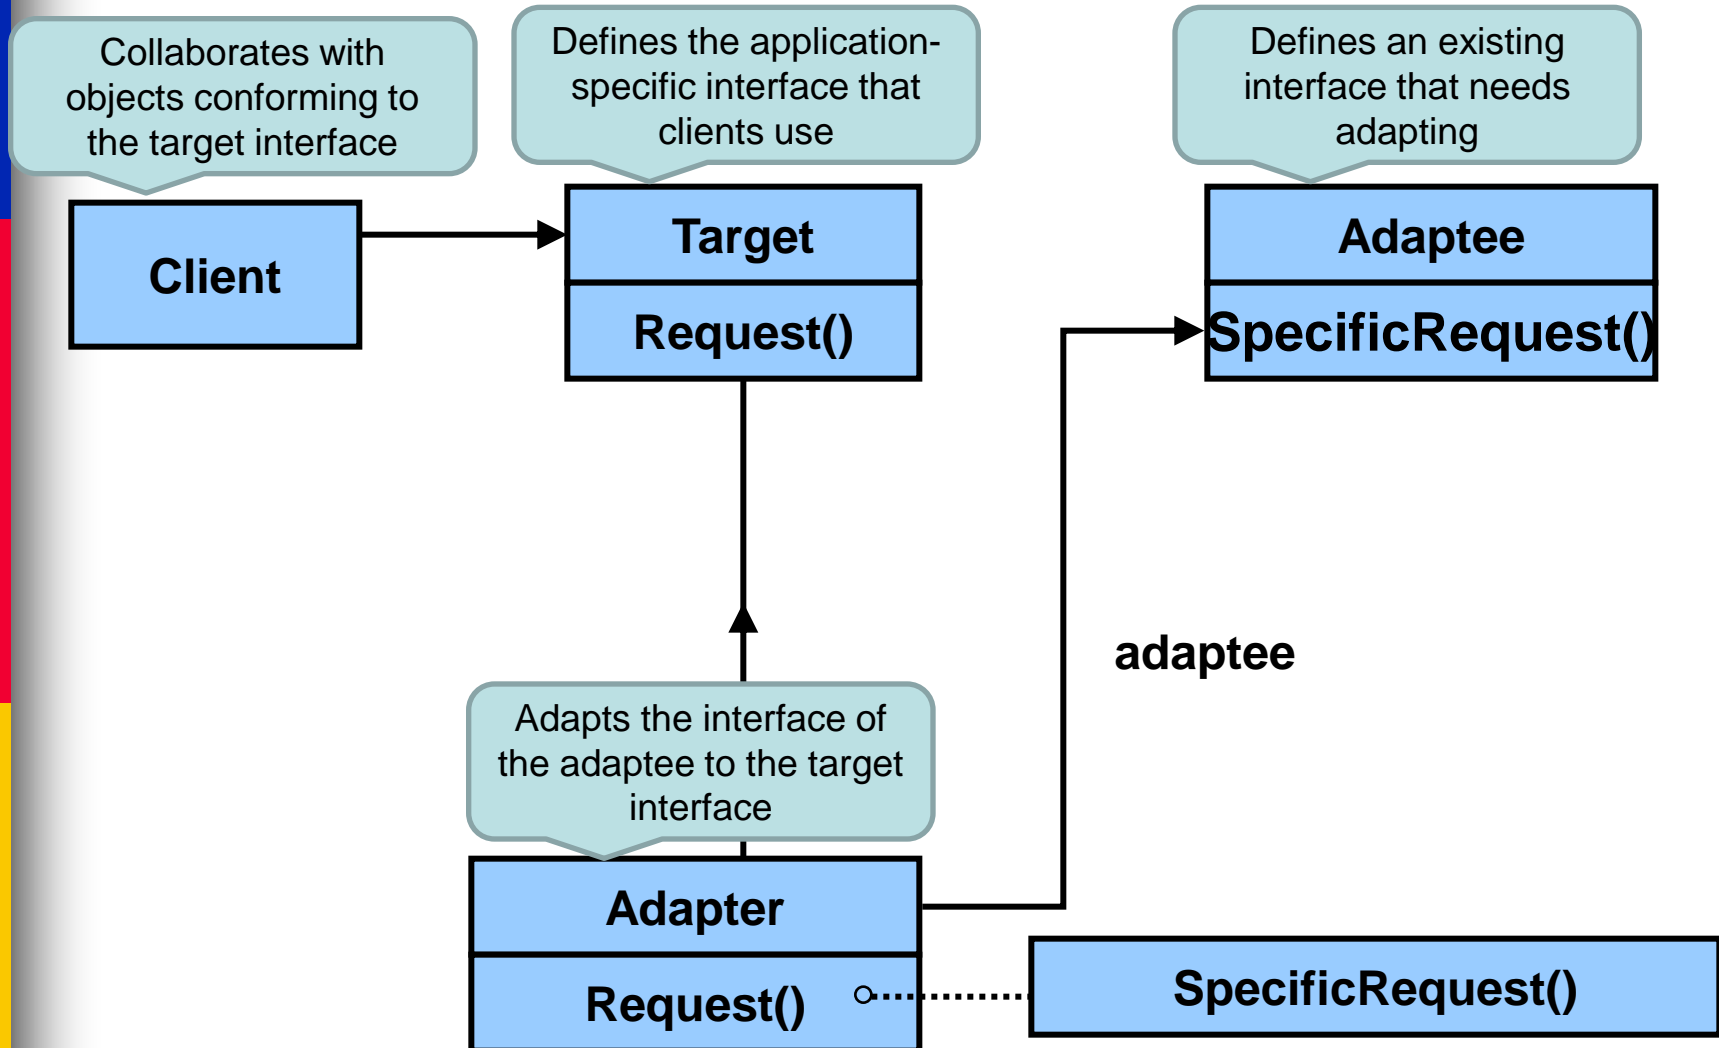 Collaborates with
objects conforming to
the target interface
Defines the application-
specific interface that
clients use
Defines an existing
interface that needs
adapting
Client
Target
Request()
Adaptee
SpecificRequest()
adaptee
Adapts the interface of
the adaptee to the target
interface
Adapter
Request()
SpecificRequest()